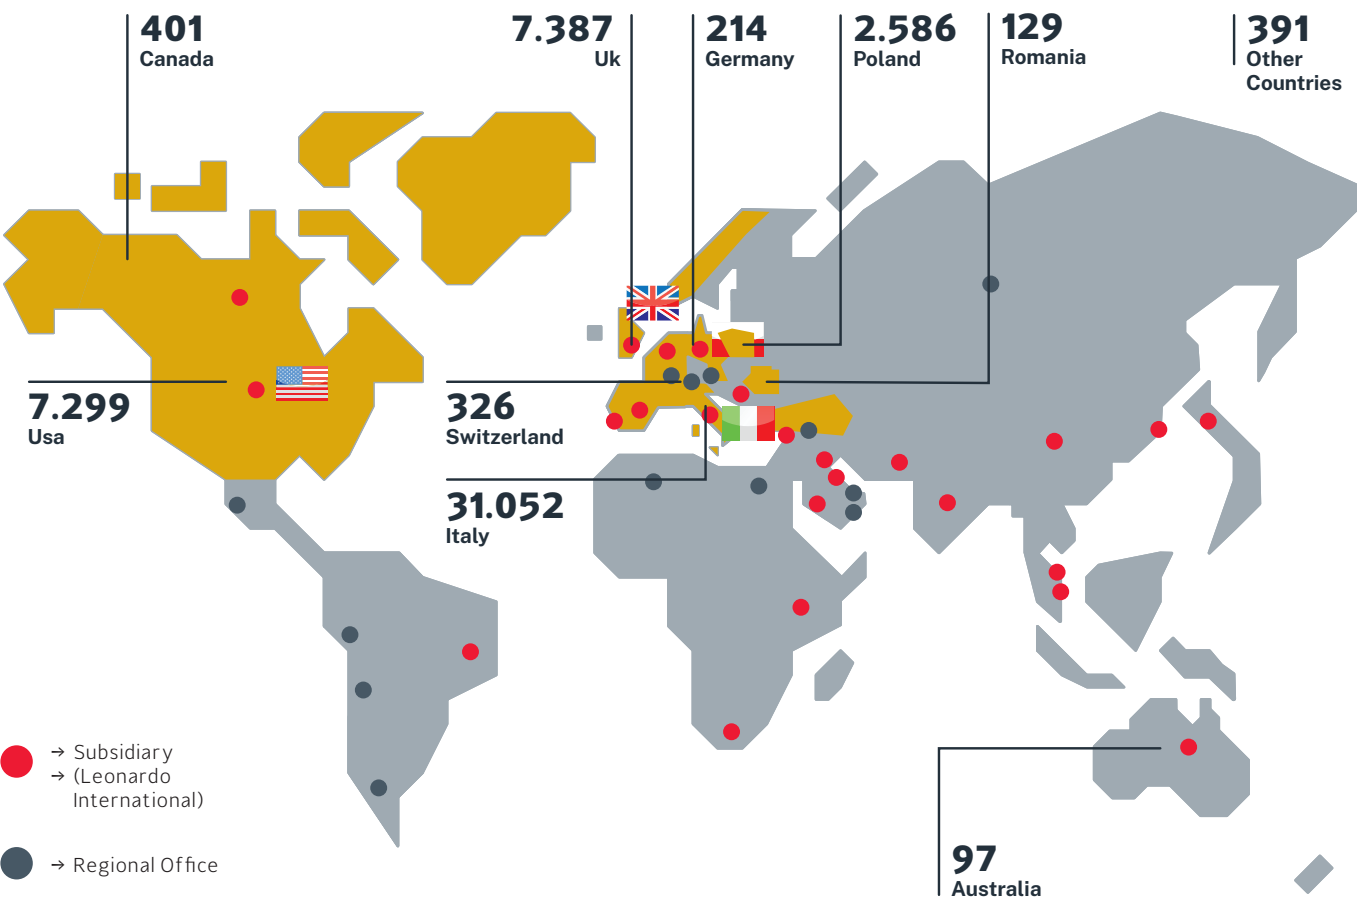 401
Canada
7.387
Uk
214
Germany
2.586
Poland
129
Romania
391
Other
Countries
7.299
Usa
326
Switzerland
31.052
Italy
→ Subsidiary
→ (Leonardo
International)
→ Regional Office
97
Australia